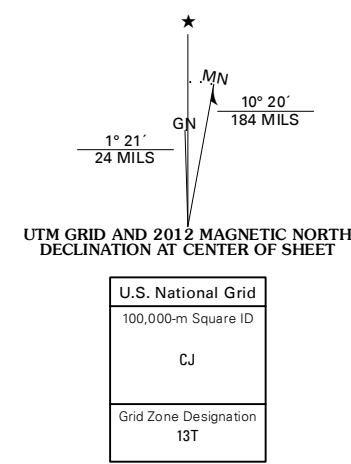 ★
MN
GN
10° 20´
184 MILS
1° 21´
24 MILS
UTM GRID AND 2012 MAGNETIC NORTH
DECLINATION AT CENTER OF SHEET
U.S. National Grid
100,000-m Square ID
CJ
Grid Zone Designation
13T